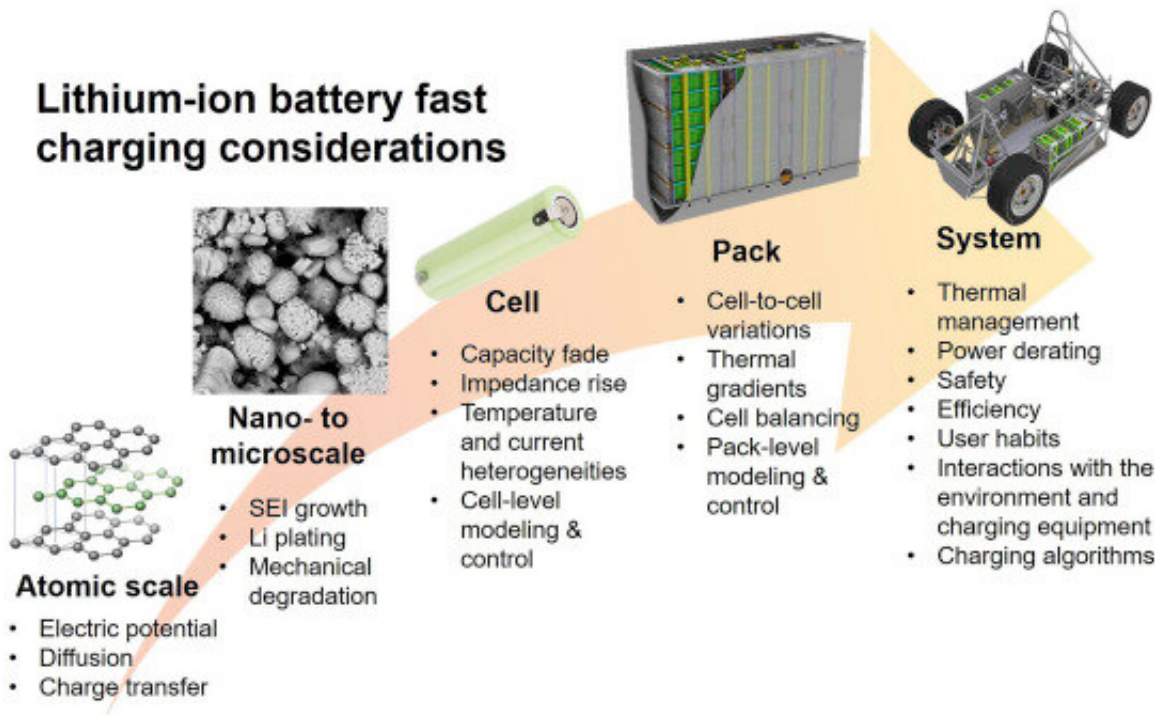 Lithium-ion battery fast
charging considerations
Atomic scale
• Electric potential
• Diffusion
• Charge transfer
Nano- to
microscale
• SEI growth
• Li plating
• Mechanical
degradation
Cell
• Capacity fade
• Impedance rise
• Temperature
and current
heterogeneities
• Cell-level
modeling &
control
Pack
• Cell-to-cell
variations
• Thermal
gradients
• Cell balancing
• Pack-level
modeling &
control
System
• Thermal
management
• Power derating
• Safety
• Efficiency
• User habits
• Interactions with the
environment and
charging equipment
• Charging algorithms